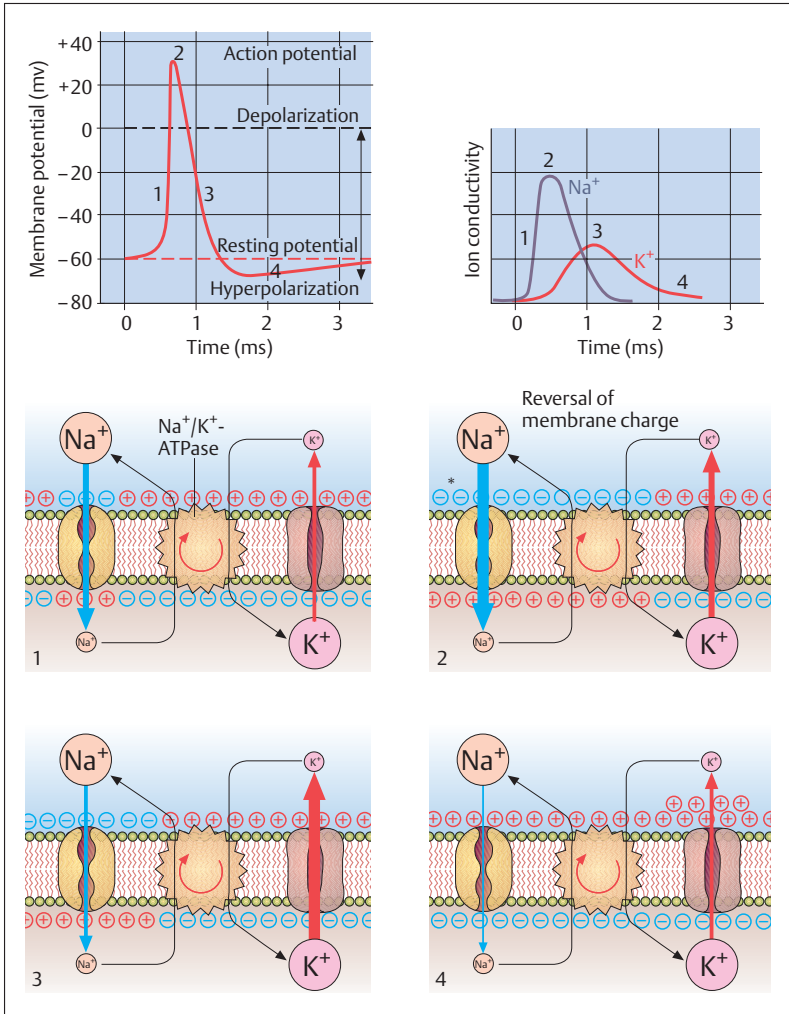 Membrane potential (mv)
+40
+20
0
−20
−40
−60
−80
Action potential
Depolarization
Resting potential
Hyperpolarization
1
2
3
4
0
1
2
3
Time (ms)
Ion conductivity
1
2
Na+
3
K+
4
0
1
2
3
Time (ms)
Na+
Na+/K+-
ATPase
K+
+ + − − − + + + + + + + + + + + + +
− + + + − − − − − − − − − − − − −
Na+
K+
1
Reversal of
membrane charge
Na+
K+
*
− − − − − − − − − − − + + + + + +
+ + + + + + + + + + + − − − − − −
Na+
K+
2
Na+
K+
− − − − − − − + + + + + + + + + +
+ + + + + + + − − − − − − − − − −
Na+
K+
3
Na+
K+
+ + + + +
+ + + + + + + + + + + + + + + + +
− − − − − − − − − − − − − − − − −
Na+
K+
4